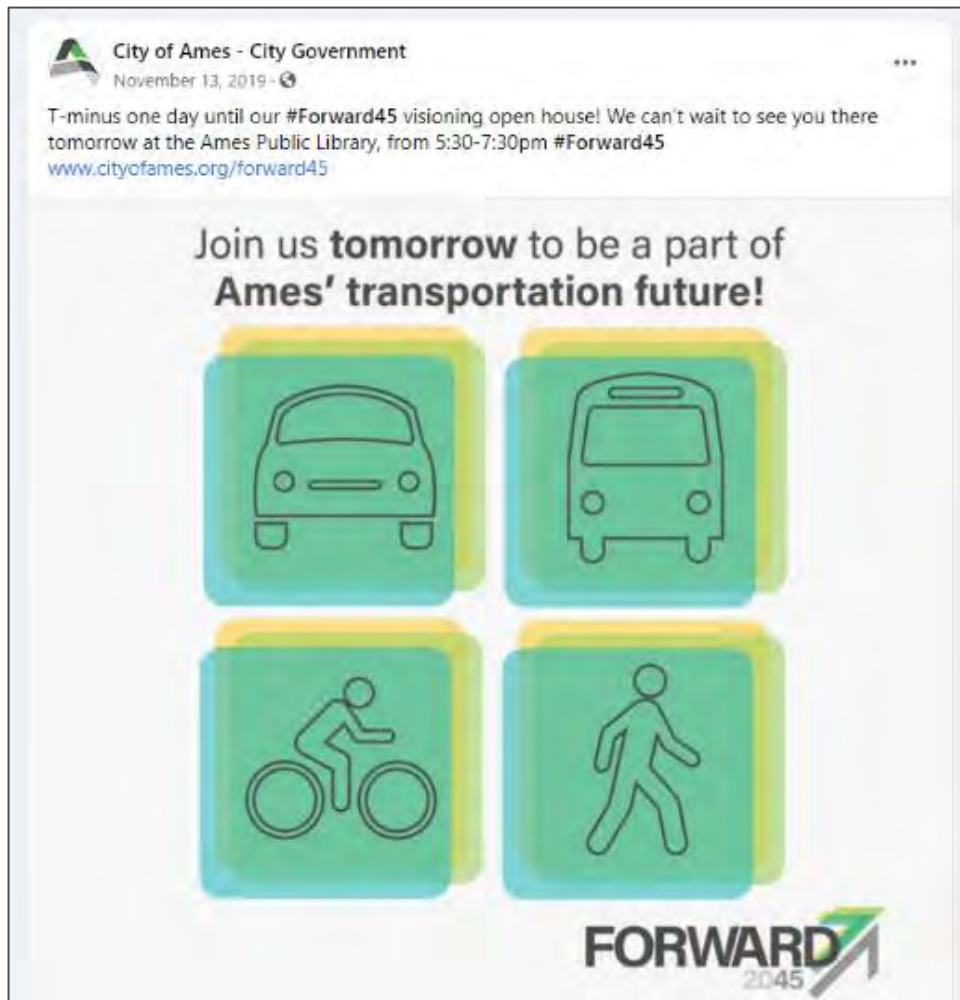 City of Ames - City Government
November 13, 2019 ·
T-minus one day until our #Forward45 visioning open house! We can't wait to see you there
tomorrow at the Ames Public Library, from 5:30-7:30pm #Forward45
www.cityofames.org/forward45
Join us tomorrow to be a part of
Ames' transportation future!
FORWARD
2045